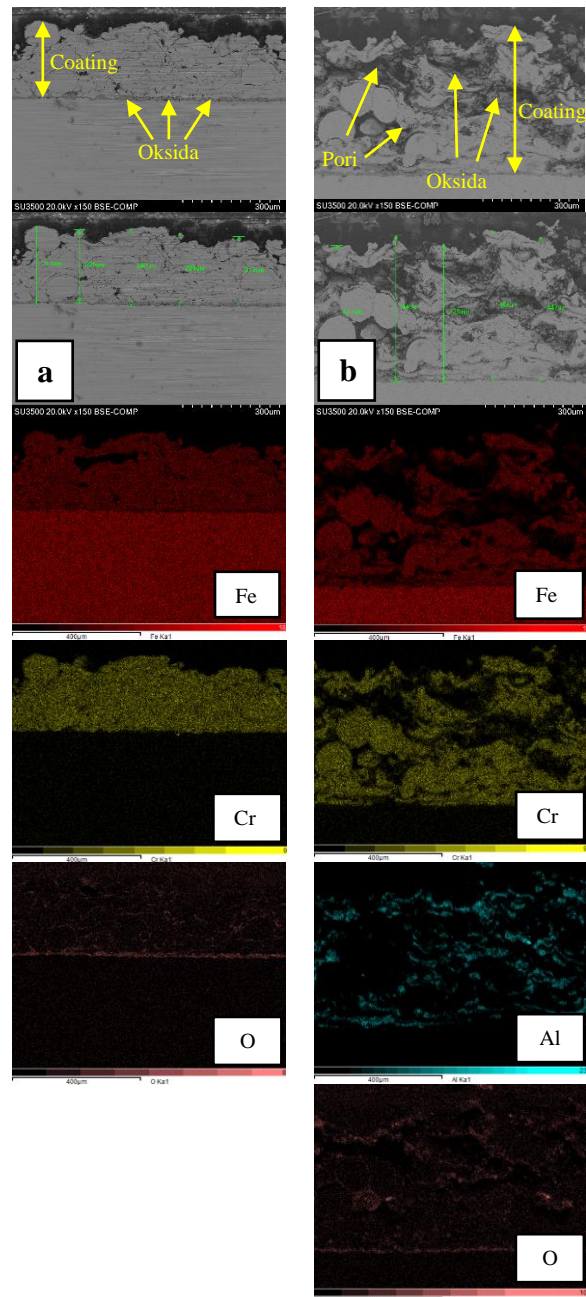 Coating
Oksida
SU3500 20.0kV x150 BSE-COMP 300um
a
SU3500 20.0kV x150 BSE-COMP 300um
Fe
400µm Fe Ka1
Cr
400µm Cr Ka1
O
400µm O Ka1
Coating
Pori
Oksida
SU3500 20.0kV x150 BSE-COMP 300um
b
SU3500 20.0kV x150 BSE-COMP 300um
Fe
400µm Fe Ka1
Cr
400µm Cr Ka1
Al
400µm Al Ka1
O